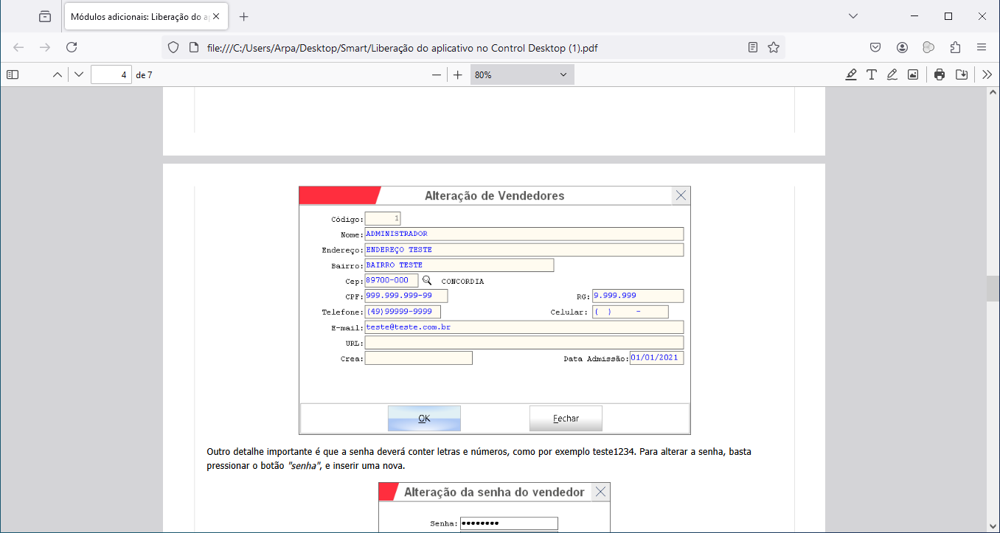 Módulos adicionais: Liberação do a
file:///C:/Users/Arpa/Desktop/Smart/Liberação do aplicativo no Control Desktop (1).pdf
4 de 7
80%
Alteração de Vendedores
Código: 1
Nome: ADMINISTRADOR
Endereço: ENDEREÇO TESTE
Bairro: BAIRRO TESTE
Cep: 89700-000 CONCORDIA
CPF: 999.999.999-99 RG: 9.999.999
Telefone: (49)99999-9999 Celular: ( ) -
E-mail: teste@teste.com.br
URL:
Crea: Data Admissão: 01/01/2021
OK Fechar
Outro detalhe importante é que a senha deverá conter letras e números, como por exemplo teste1234. Para alterar a senha, basta
pressionar o botão "senha", e inserir uma nova.
Alteração da senha do vendedor
Senha: ●●●●●●●●